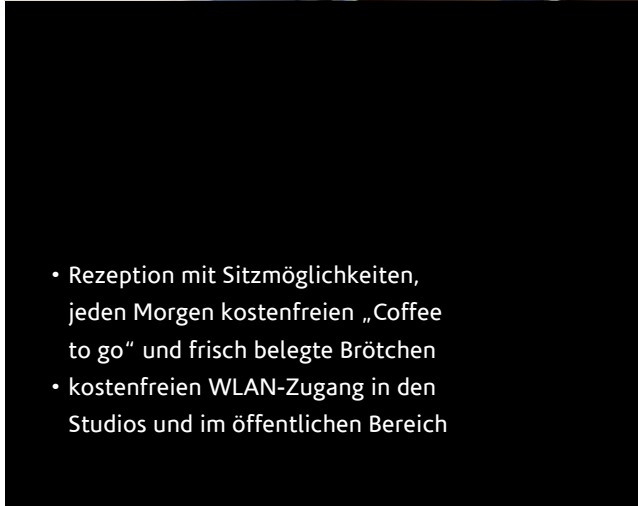 • Rezeption mit Sitzmöglichkeiten,
jeden Morgen kostenfreien „Coffee
to go“ und frisch belegte Brötchen
• kostenfreien WLAN-Zugang in den
Studios und im öffentlichen Bereich